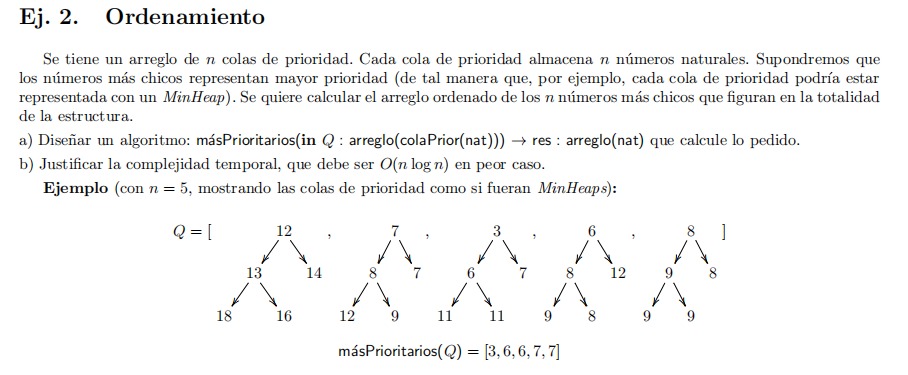 Ej. 2. Ordenamiento
Se tiene un arreglo de n colas de prioridad. Cada cola de prioridad almacena n números naturales. Supondremos que
los números más chicos representan mayor prioridad (de tal manera que, por ejemplo, cada cola de prioridad podría estar
representada con un MinHeap). Se quiere calcular el arreglo ordenado de los n números más chicos que figuran en la totalidad
de la estructura.
a) Diseñar un algoritmo: másPrioritarios(in Q : arreglo(colaPrior(nat))) → res : arreglo(nat) que calcule lo pedido.
b) Justificar la complejidad temporal, que debe ser O(n log n) en peor caso.
Ejemplo (con n = 5, mostrando las colas de prioridad como si fueran MinHeaps):
Q = [ 12 , 7 , 3 , 6 , 8 ]
13 14 8 7 6 7 8 12 9 8
18 16 12 9 11 11 9 8 9 9
másPrioritarios(Q) = [3, 6, 6, 7, 7]